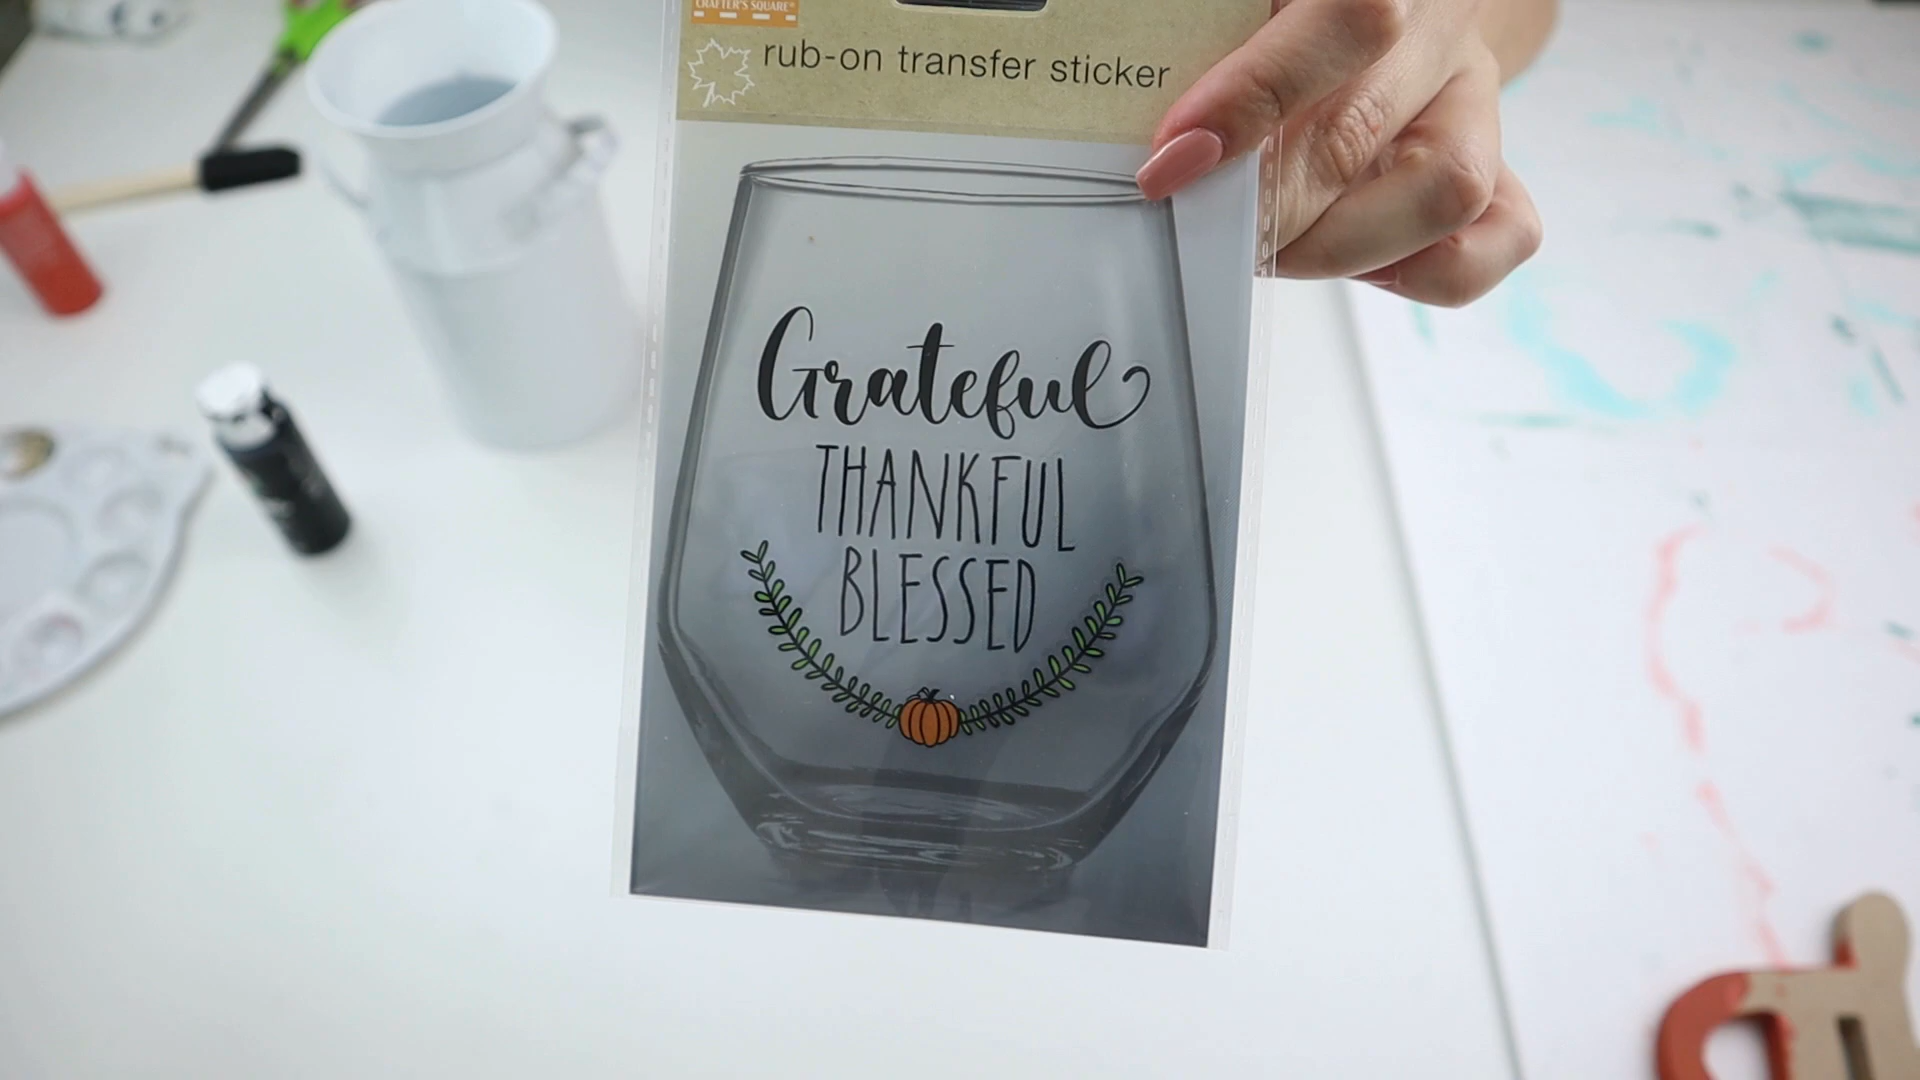 CRAFTER'S SQUARE®
rub-on transfer sticker
Grateful
THANKFUL
BLESSED